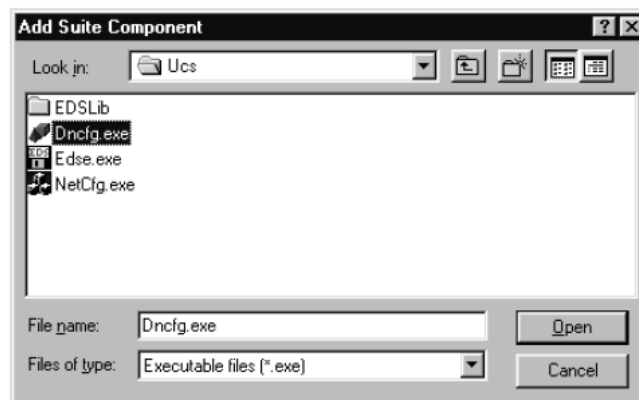 Add Suite Component
Look in: Ucs
EDSLib
Dncfg.exe
EDS
Edse.exe
NetCfg.exe
File name: Dncfg.exe Open
Files of type: Executable files (*.exe) Cancel